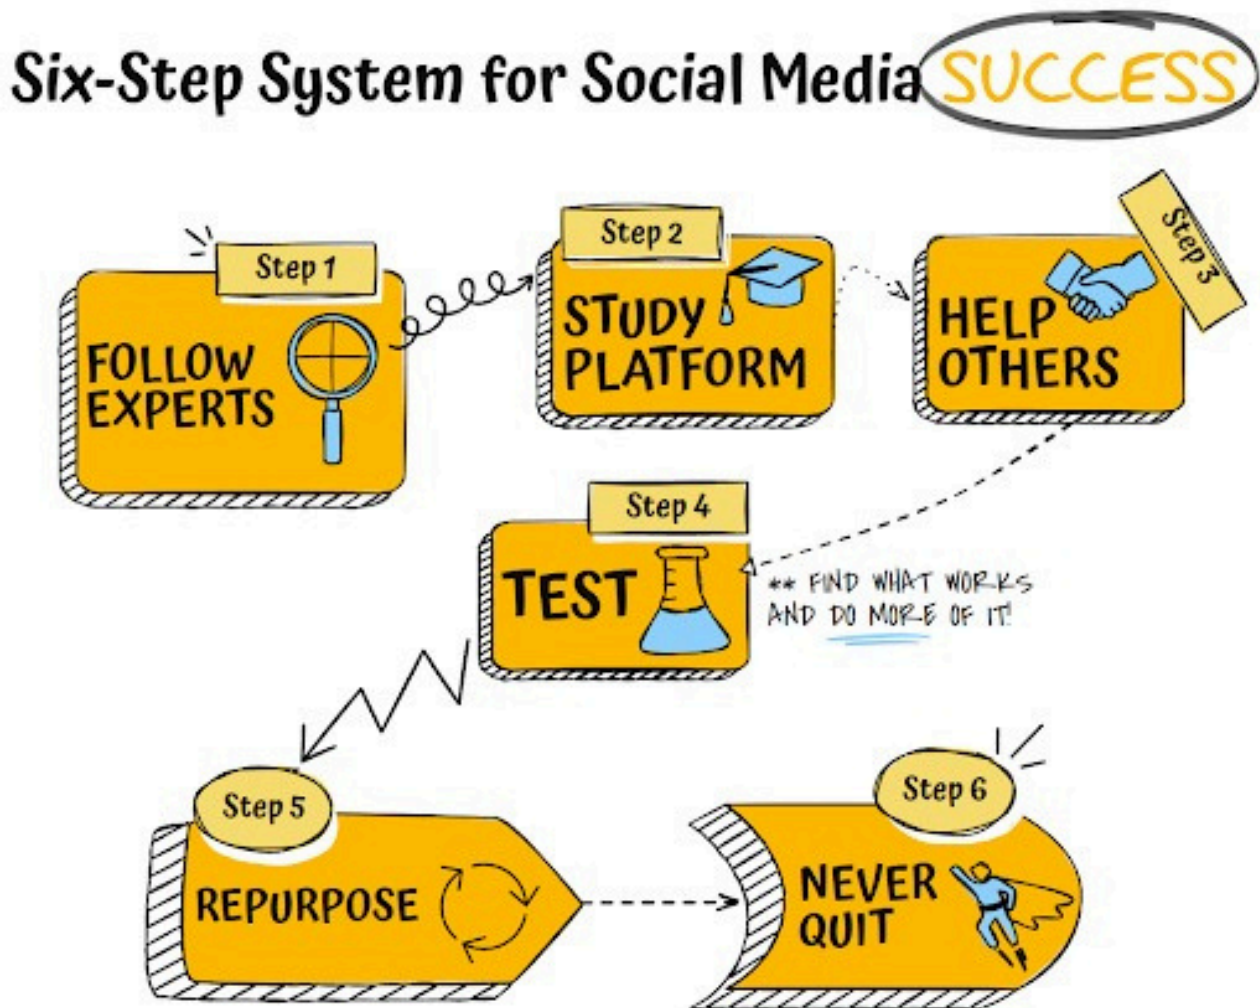 Six-Step System for Social Media SUCCESS
Step 1
FOLLOW
EXPERTS
Step 2
STUDY
PLATFORM
Step 3
HELP
OTHERS
Step 4
TEST
** FIND WHAT WORKS
AND DO MORE OF IT!
Step 5
REPURPOSE
Step 6
NEVER
QUIT